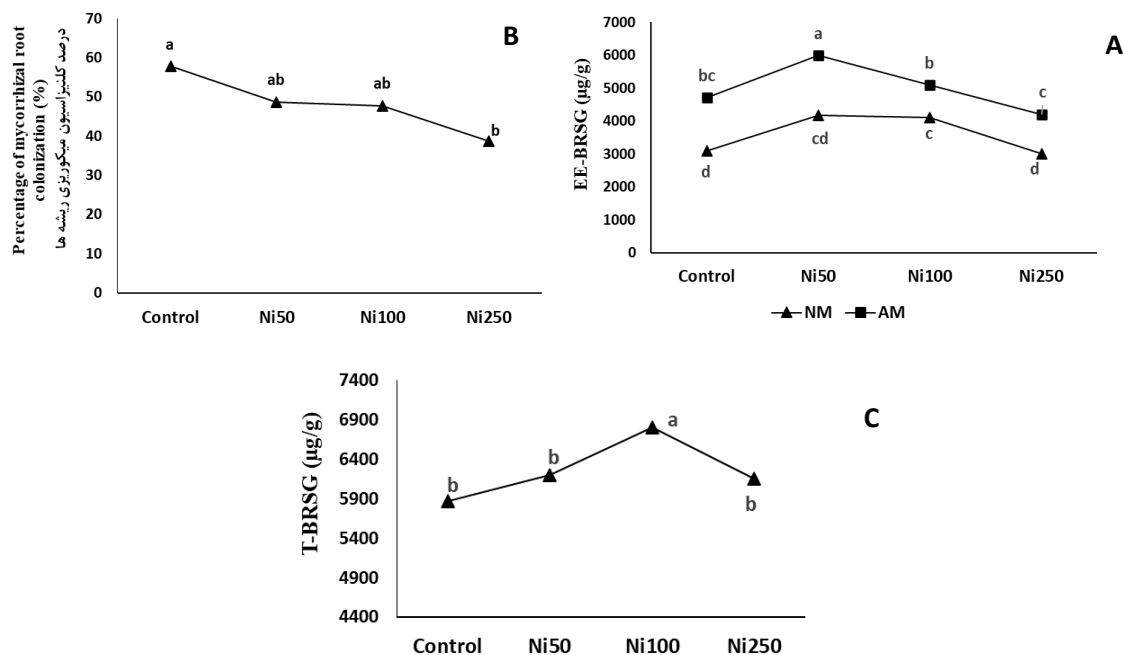 B
Percentage of mycorrhizal root
colonization (%)
درصد کلنیزاسیون میکوریزی ریشه ها
70
60
50
40
30
20
10
0
a
ab
ab
b
Control Ni50 Ni100 Ni250
A
EE-BRSG (µg/g)
7000
6000
5000
4000
3000
2000
1000
0
bc
a
b
c
d
cd
c
d
Control Ni50 Ni100 Ni250
NM AM
C
T-BRSG (µg/g)
7400
6900
6400
5900
5400
4900
4400
b
b
a
b
Control Ni50 Ni100 Ni250